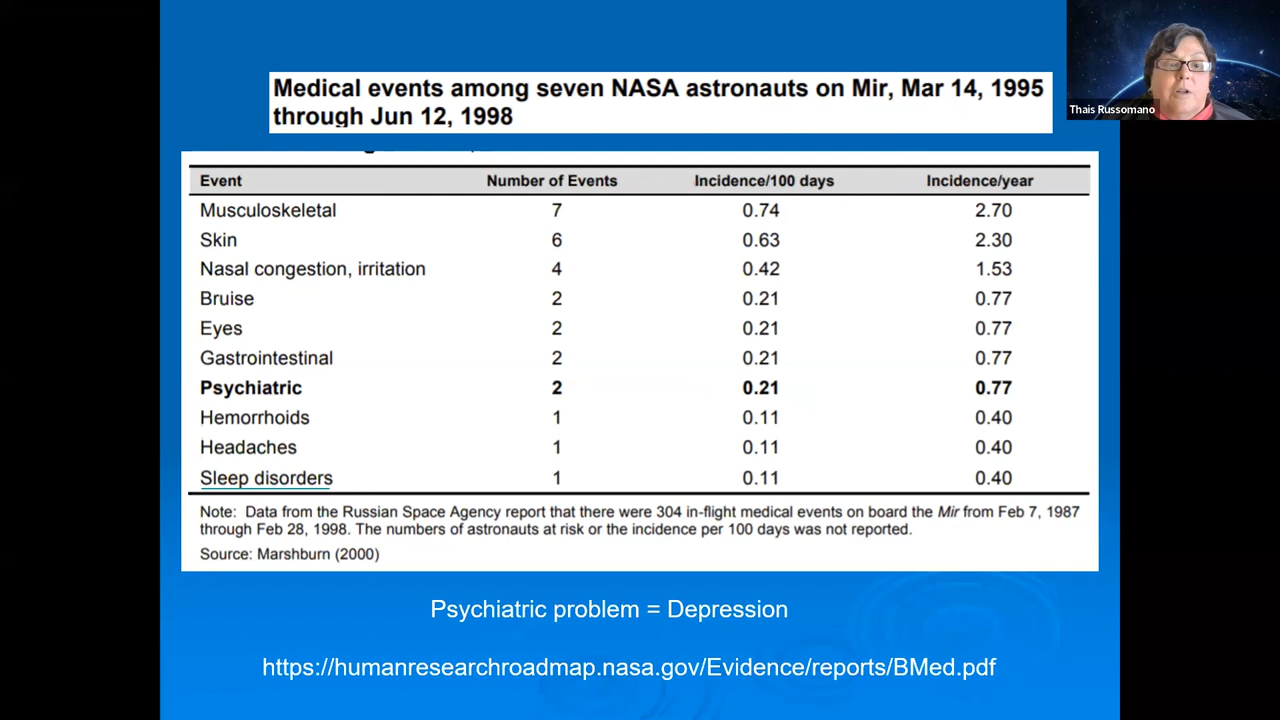 Medical events among seven NASA astronauts on Mir, Mar 14, 1995
through Jun 12, 1998
Thais Russomano
Event Number of Events Incidence/100 days Incidence/year
Musculoskeletal 7 0.74 2.70
Skin 6 0.63 2.30
Nasal congestion, irritation 4 0.42 1.53
Bruise 2 0.21 0.77
Eyes 2 0.21 0.77
Gastrointestinal 2 0.21 0.77
Psychiatric 2 0.21 0.77
Hemorrhoids 1 0.11 0.40
Headaches 1 0.11 0.40
Sleep disorders 1 0.11 0.40
Note: Data from the Russian Space Agency report that there were 304 in-flight medical events on board the Mir from Feb 7, 1987
through Feb 28, 1998. The numbers of astronauts at risk or the incidence per 100 days was not reported.
Source: Marshburn (2000)
Psychiatric problem = Depression
https://humanresearchroadmap.nasa.gov/Evidence/reports/BMed.pdf